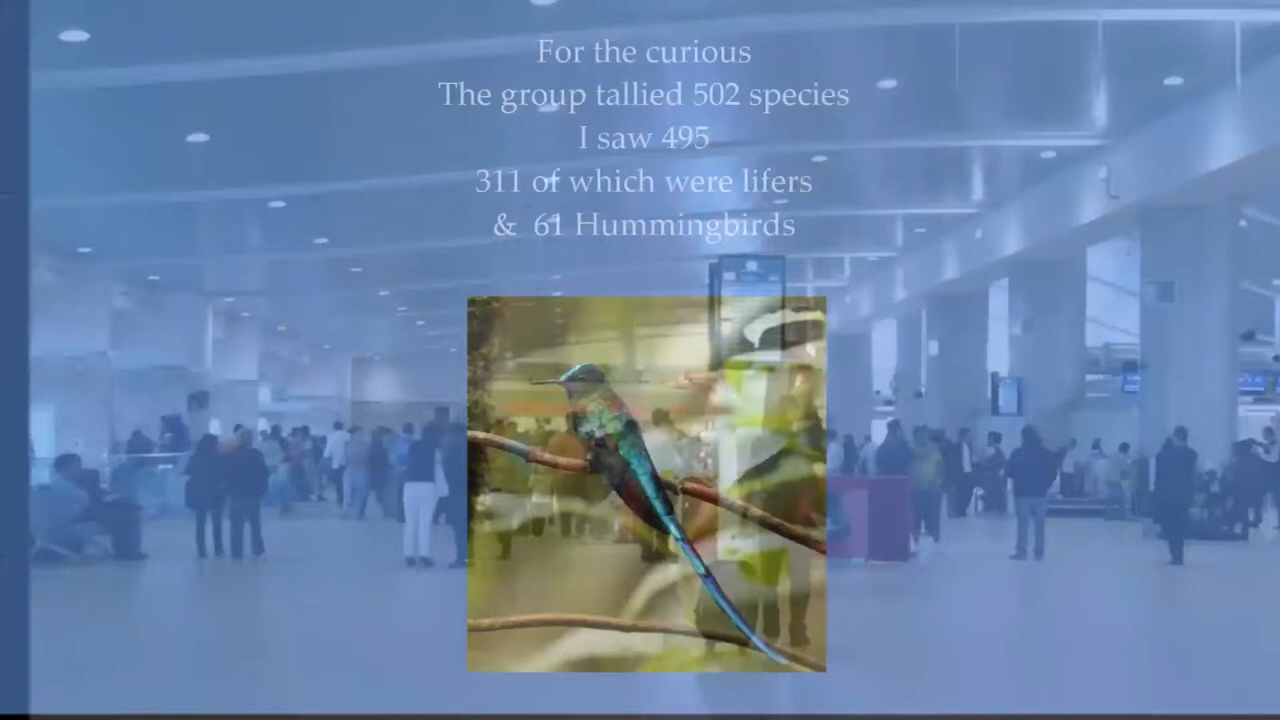 For the curious
The group tallied 502 species
I saw 495
311 of which were lifers
& 61 Hummingbirds